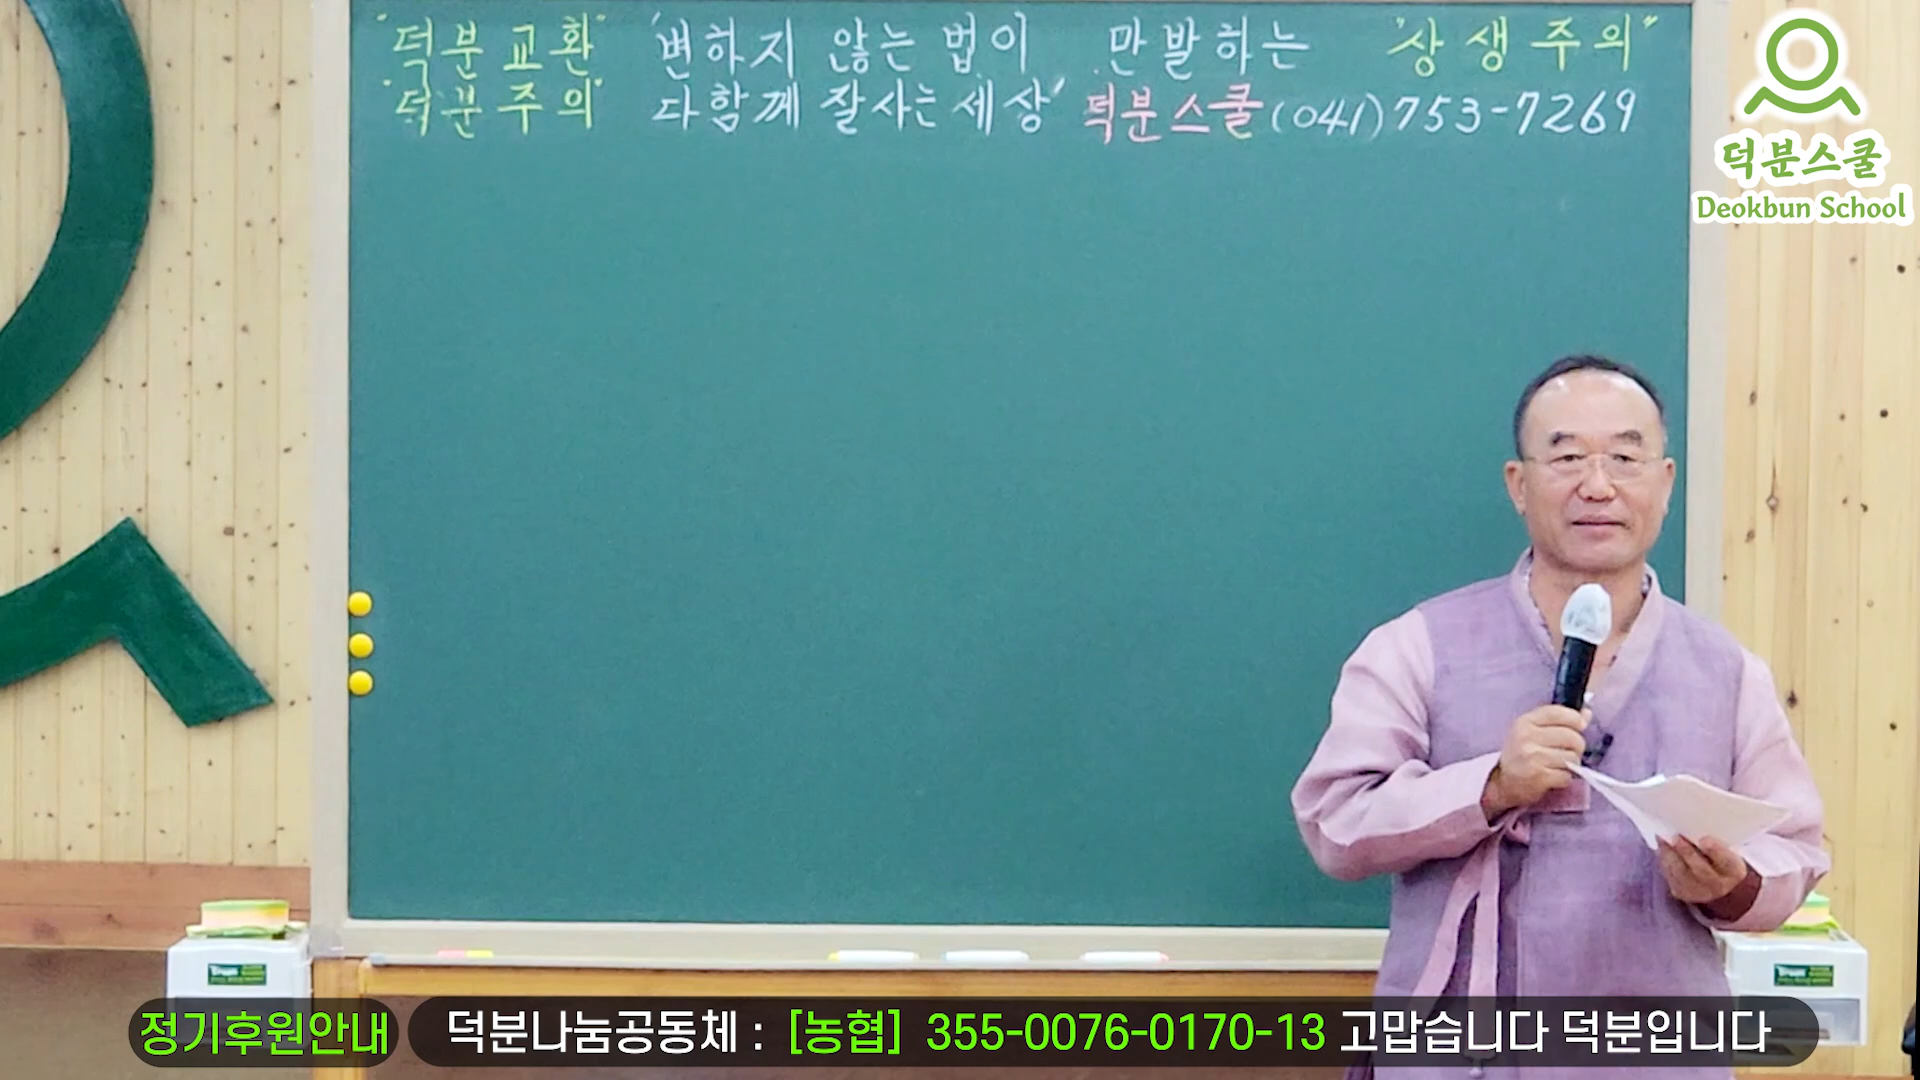 "덕분교환" '변하지 않는 법이 만발하는 "상생주의"
"덕분주의" 다함께 잘사는세상' 덕분스쿨(041)753-7269
덕분스쿨
Deokbun School
정기후원안내 덕분나눔공동체 : [농협] 355-0076-0170-13 고맙습니다 덕분입니다